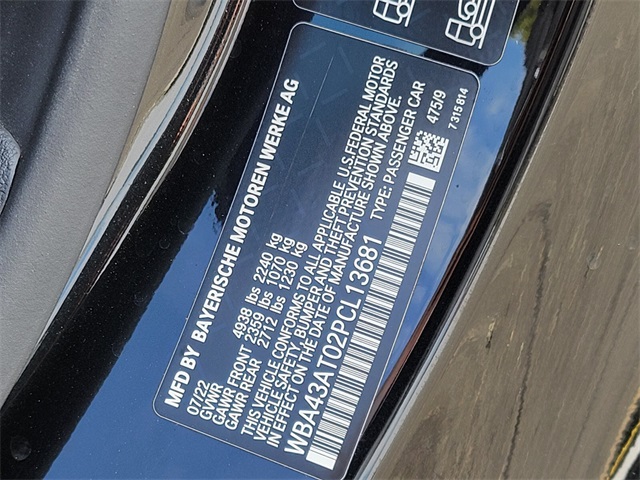 MFD BY BAYERISCHE MOTOREN WERKE AG
07/22
GVWR 4938 lbs 2240 kg
GAWR FRONT 2359 lbs 1070 kg
GAWR REAR 2712 lbs 1230 kg
THIS VEHICLE CONFORMS TO ALL APPLICABLE U.S.FEDERAL MOTOR
VEHICLE SAFETY, BUMPER AND THEFT PREVENTION STANDARDS
IN EFFECT ON THE DATE OF MANUFACTURE SHOWN ABOVE.
WBA43AT02PCL13681 TYPE: PASSENGER CAR
475/9
7315814